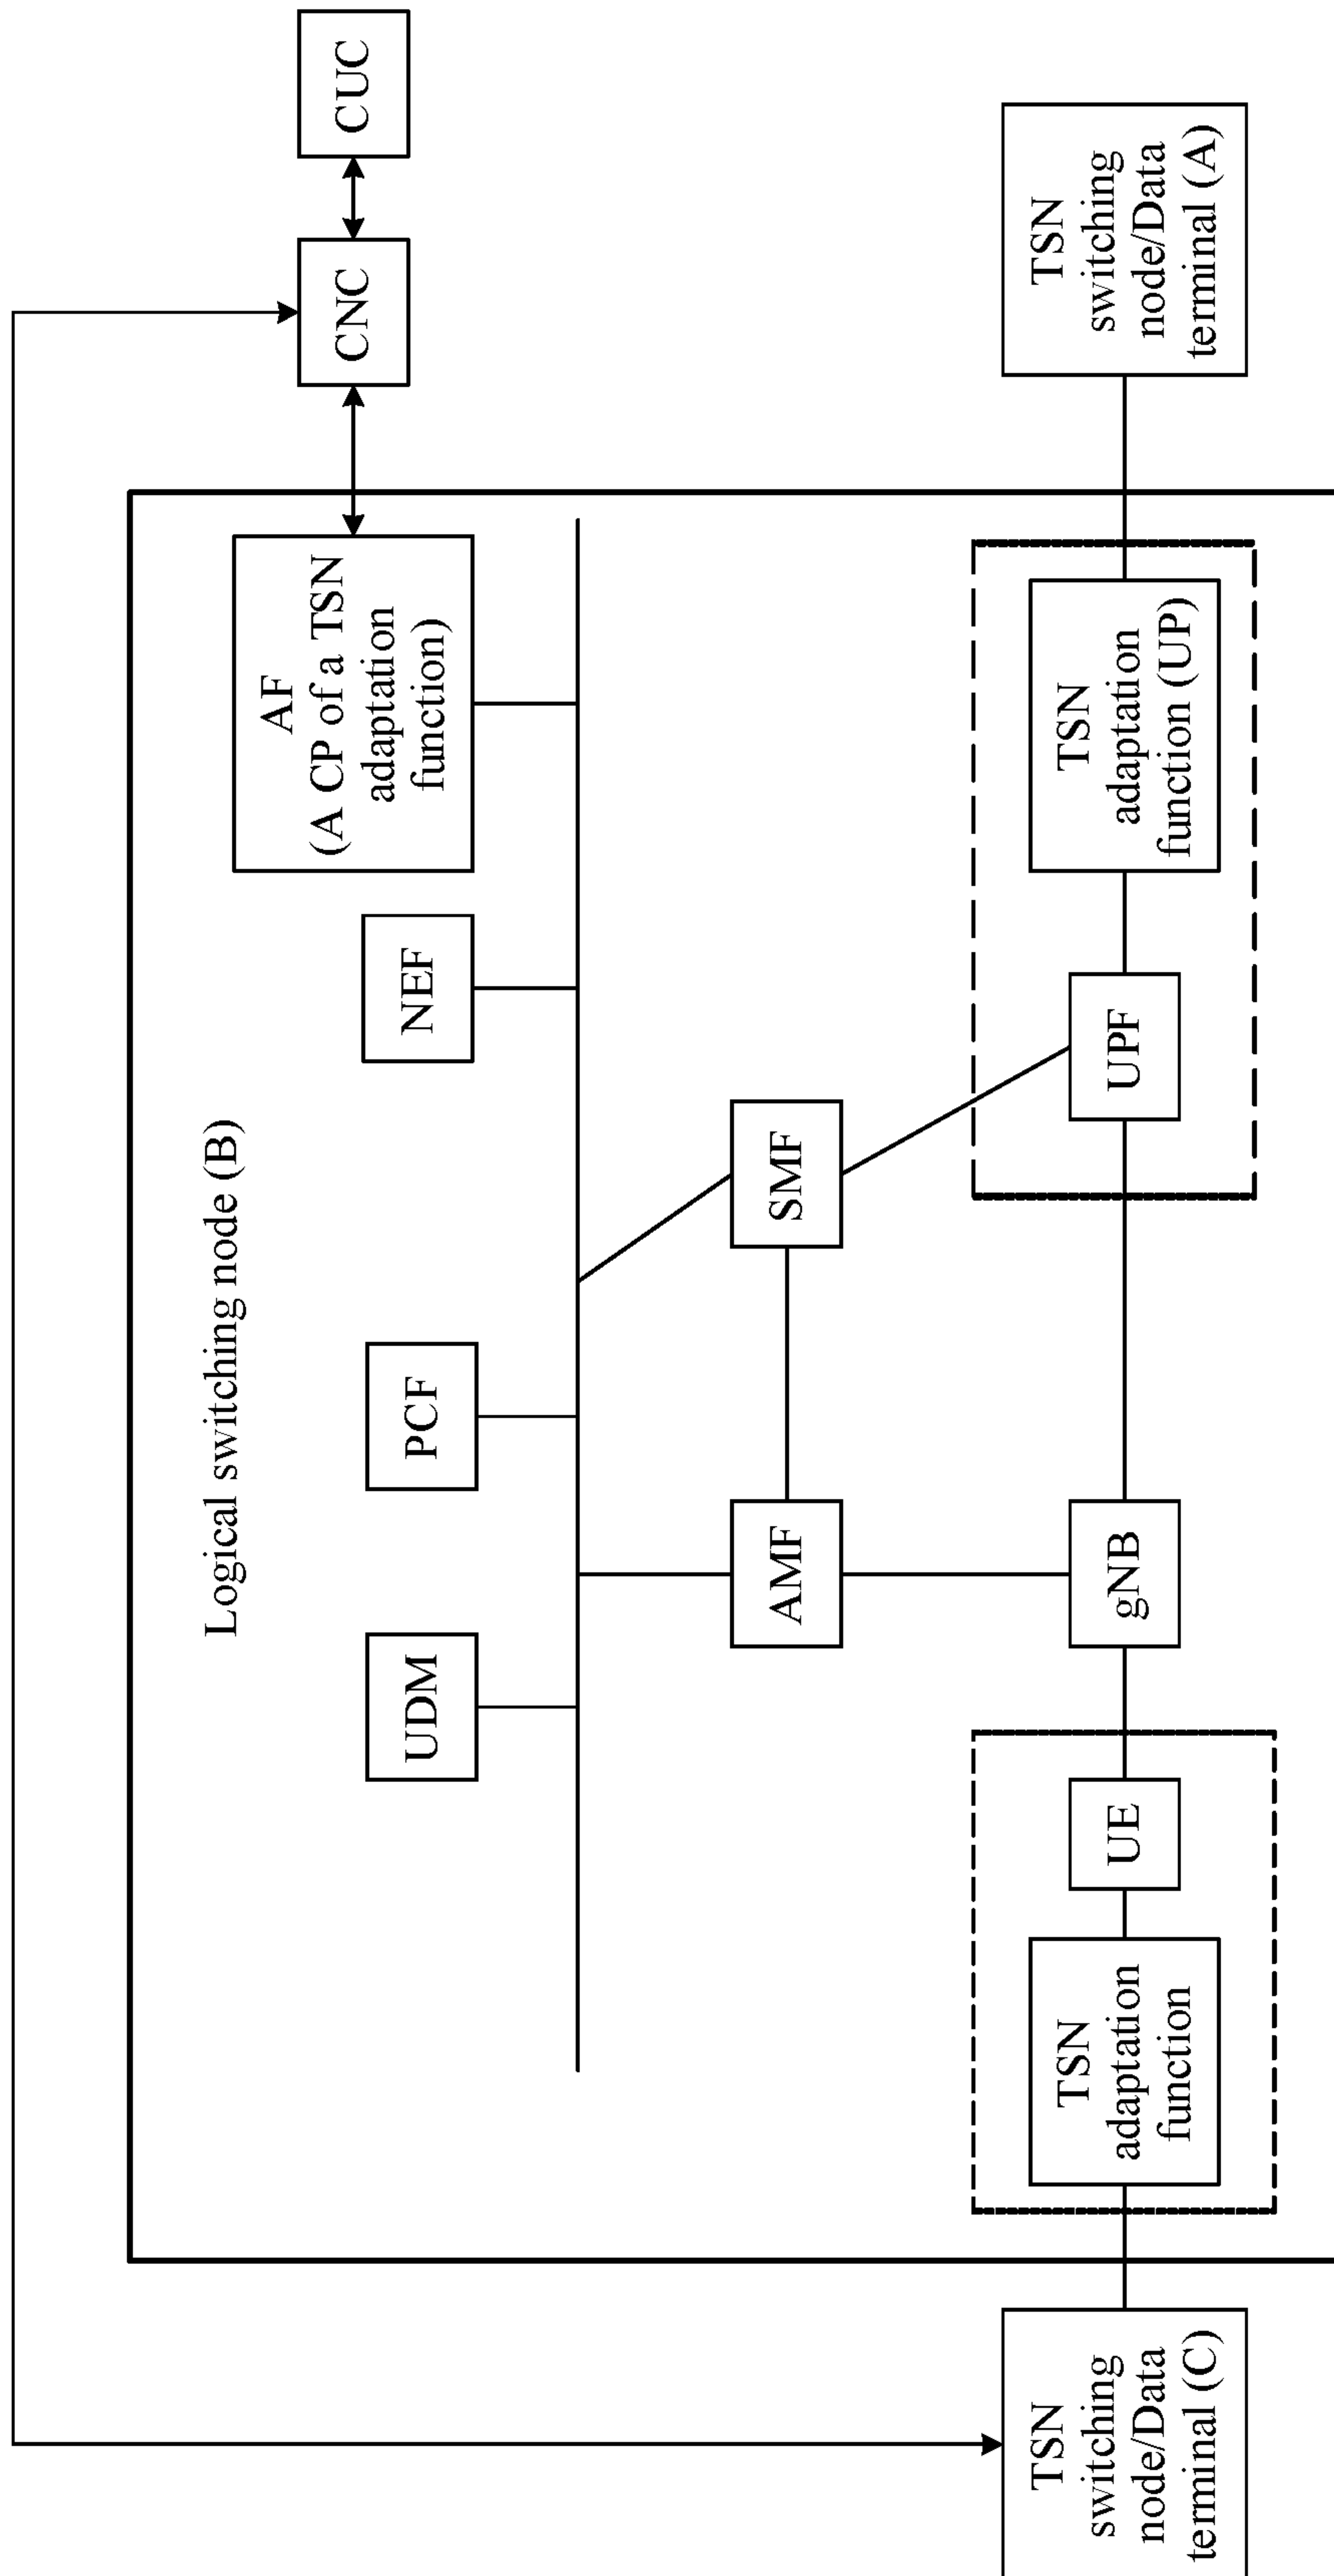 CUC
CNC
Logical switching node (B)
AF
(A CP of a TSN
adaptation
function)
UDM
PCF
NEF
AMF
SMF
TSN
switching
node/Data
terminal (C)
TSN
adaptation
function
UE
gNB
UPF
TSN
adaptation
function (UP)
TSN
switching
node/Data
terminal (A)